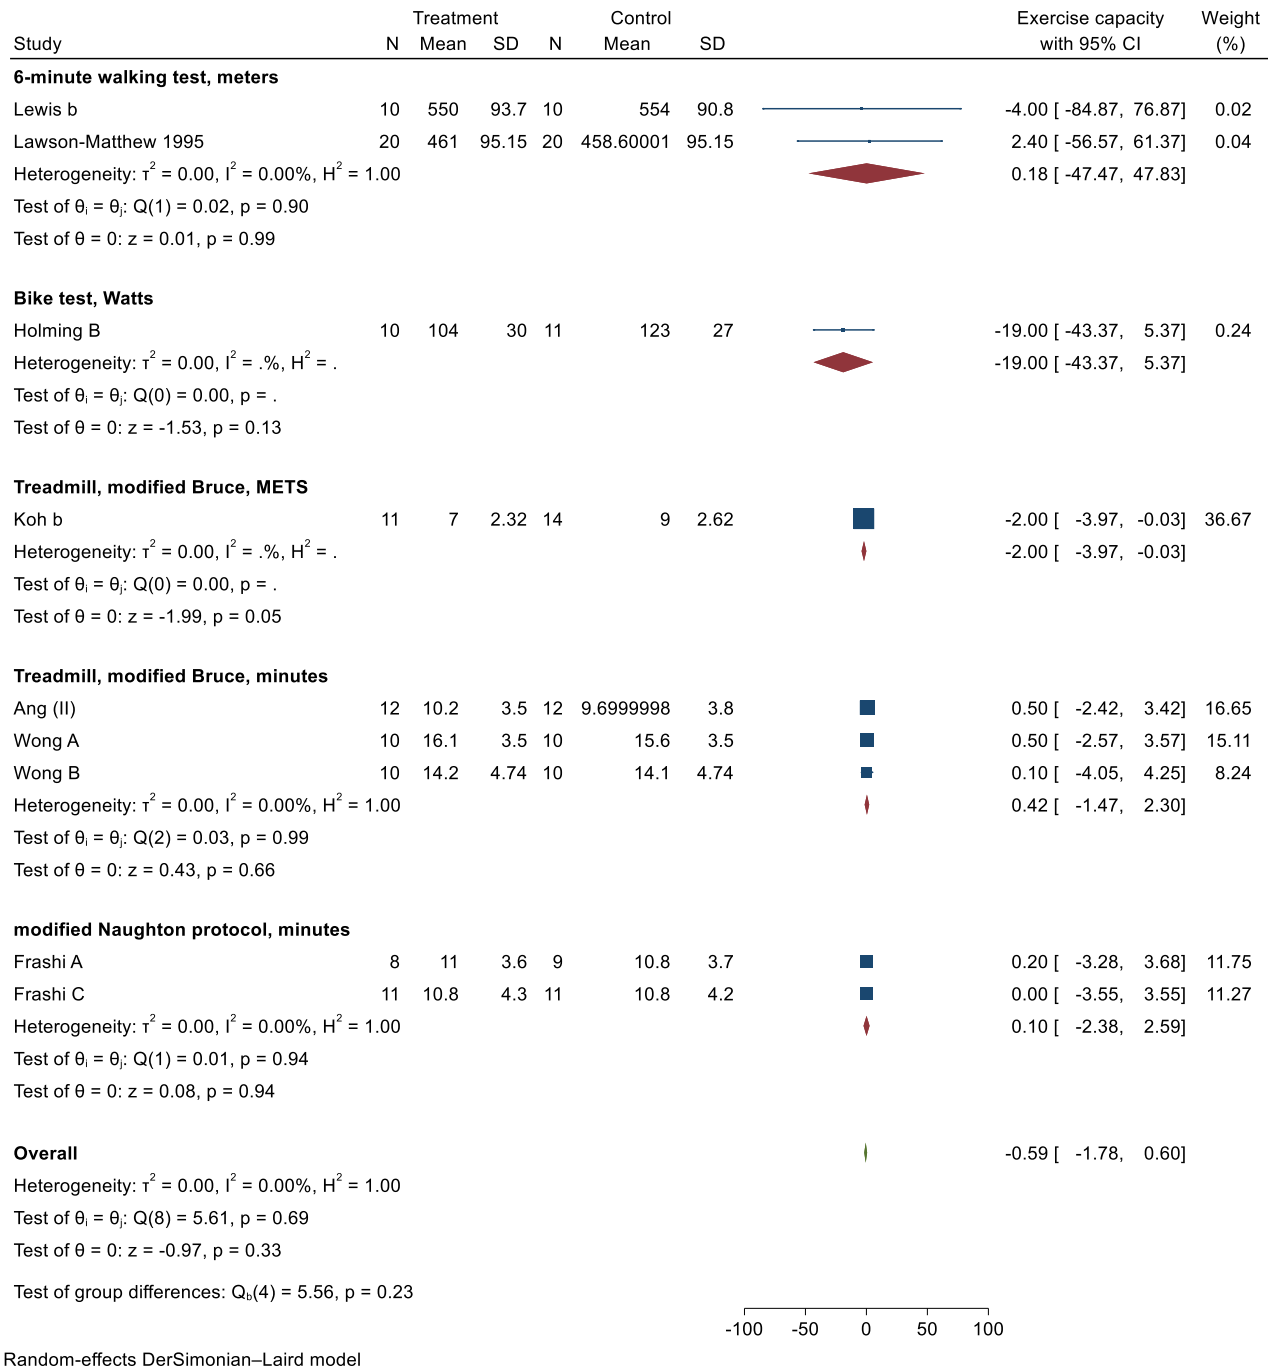 Treatment Control Exercise capacity Weight
Study N Mean SD N Mean SD with 95% CI (%)
6-minute walking test, meters
Lewis b 10 550 93.7 10 554 90.8 -4.00 [ -84.87, 76.87] 0.02
Lawson-Matthew 1995 20 461 95.15 20 458.60001 95.15 2.40 [ -56.57, 61.37] 0.04
Heterogeneity: τ² = 0.00, I² = 0.00%, H² = 1.00 0.18 [ -47.47, 47.83]
Test of θᵢ = θⱼ: Q(1) = 0.02, p = 0.90
Test of θ = 0: z = 0.01, p = 0.99
Bike test, Watts
Holming B 10 104 30 11 123 27 -19.00 [ -43.37, 5.37] 0.24
Heterogeneity: τ² = 0.00, I² = .%, H² = . -19.00 [ -43.37, 5.37]
Test of θᵢ = θⱼ: Q(0) = 0.00, p = .
Test of θ = 0: z = -1.53, p = 0.13
Treadmill, modified Bruce, METS
Koh b 11 7 2.32 14 9 2.62 -2.00 [ -3.97, -0.03] 36.67
Heterogeneity: τ² = 0.00, I² = .%, H² = . -2.00 [ -3.97, -0.03]
Test of θᵢ = θⱼ: Q(0) = 0.00, p = .
Test of θ = 0: z = -1.99, p = 0.05
Treadmill, modified Bruce, minutes
Ang (II) 12 10.2 3.5 12 9.6999998 3.8 0.50 [ -2.42, 3.42] 16.65
Wong A 10 16.1 3.5 10 15.6 3.5 0.50 [ -2.57, 3.57] 15.11
Wong B 10 14.2 4.74 10 14.1 4.74 0.10 [ -4.05, 4.25] 8.24
Heterogeneity: τ² = 0.00, I² = 0.00%, H² = 1.00 0.42 [ -1.47, 2.30]
Test of θᵢ = θⱼ: Q(2) = 0.03, p = 0.99
Test of θ = 0: z = 0.43, p = 0.66
modified Naughton protocol, minutes
Frashi A 8 11 3.6 9 10.8 3.7 0.20 [ -3.28, 3.68] 11.75
Frashi C 11 10.8 4.3 11 10.8 4.2 0.00 [ -3.55, 3.55] 11.27
Heterogeneity: τ² = 0.00, I² = 0.00%, H² = 1.00 0.10 [ -2.38, 2.59]
Test of θᵢ = θⱼ: Q(1) = 0.01, p = 0.94
Test of θ = 0: z = 0.08, p = 0.94
Overall -0.59 [ -1.78, 0.60]
Heterogeneity: τ² = 0.00, I² = 0.00%, H² = 1.00
Test of θᵢ = θⱼ: Q(8) = 5.61, p = 0.69
Test of θ = 0: z = -0.97, p = 0.33
Test of group differences: Q_b(4) = 5.56, p = 0.23
-100 -50 0 50 100
Random-effects DerSimonian–Laird model